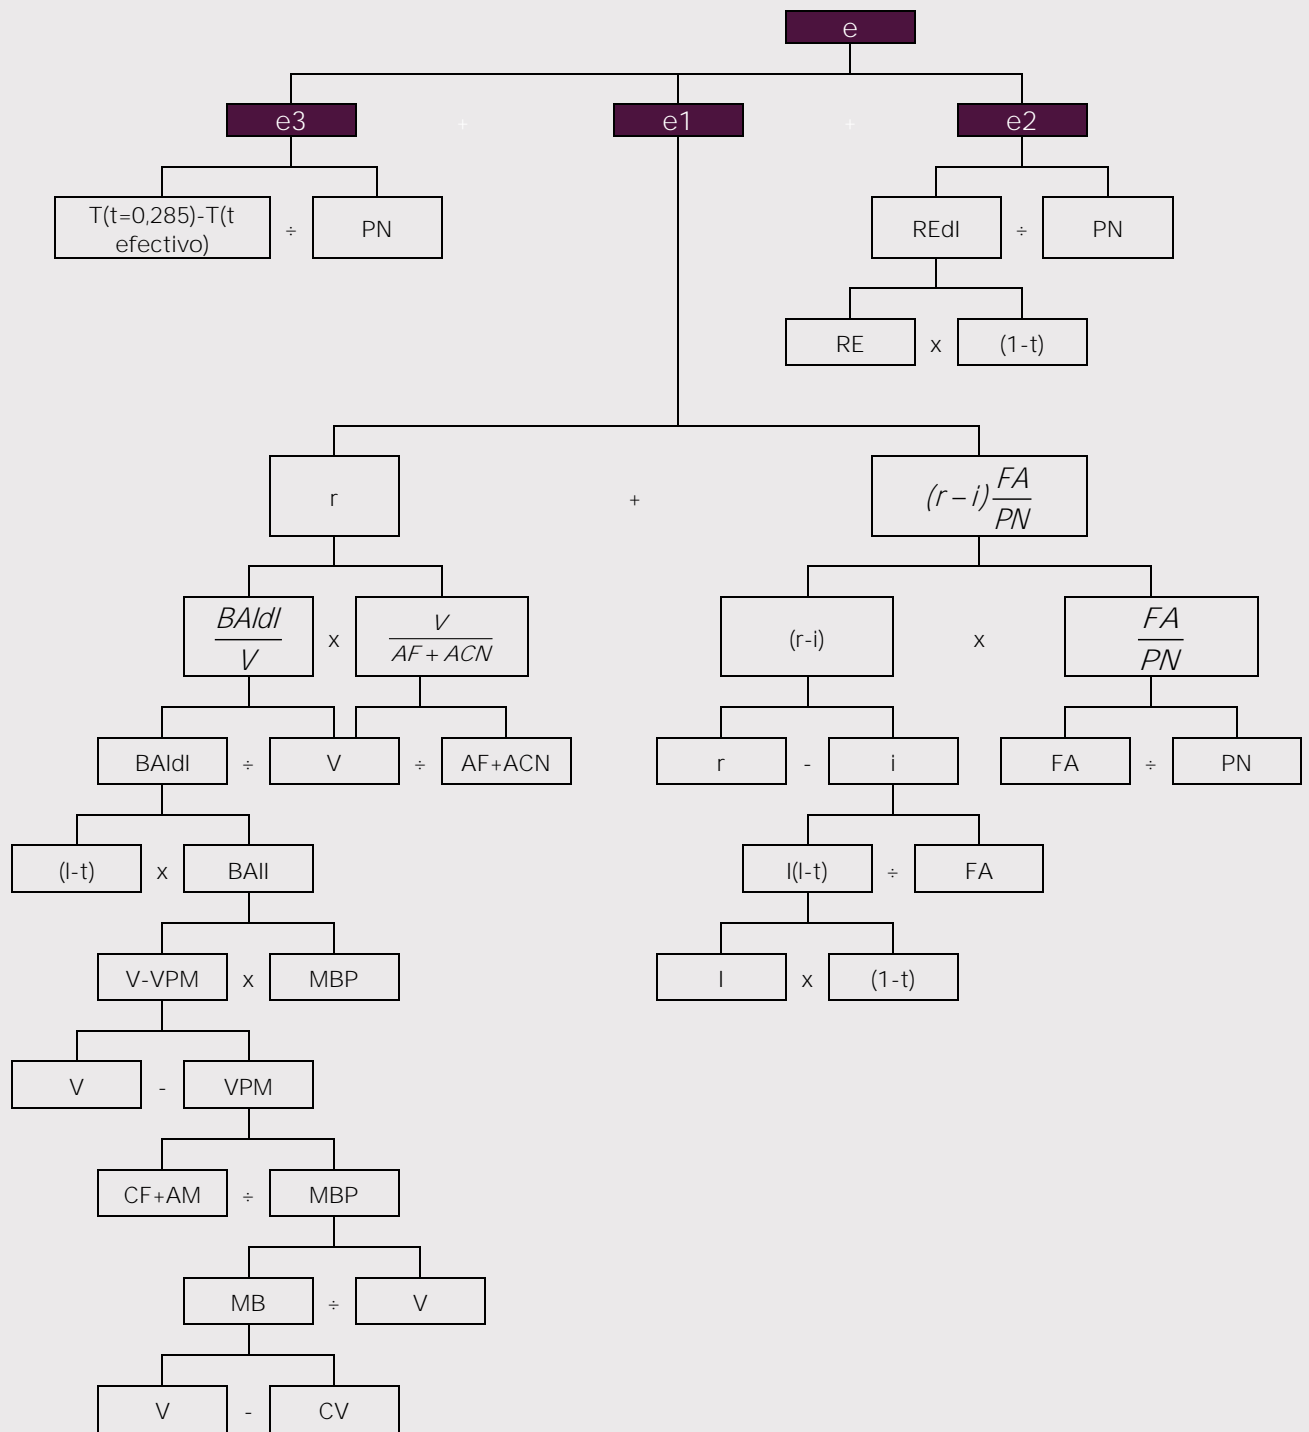 e
e3 + e1 + e2
T(t=0,285)-T(t
efectivo)
÷ PN
REdI ÷ PN
RE x (1-t)
r + (r – i) FA
PN
BAIdI
V
x V
AF + ACN
(r-i) x FA
PN
BAIdI ÷ V ÷ AF+ACN r - i FA ÷ PN
(I-t) x BAII I(I-t) ÷ FA
V-VPM x MBP I x (1-t)
V - VPM
CF+AM ÷ MBP
MB ÷ V
V - CV